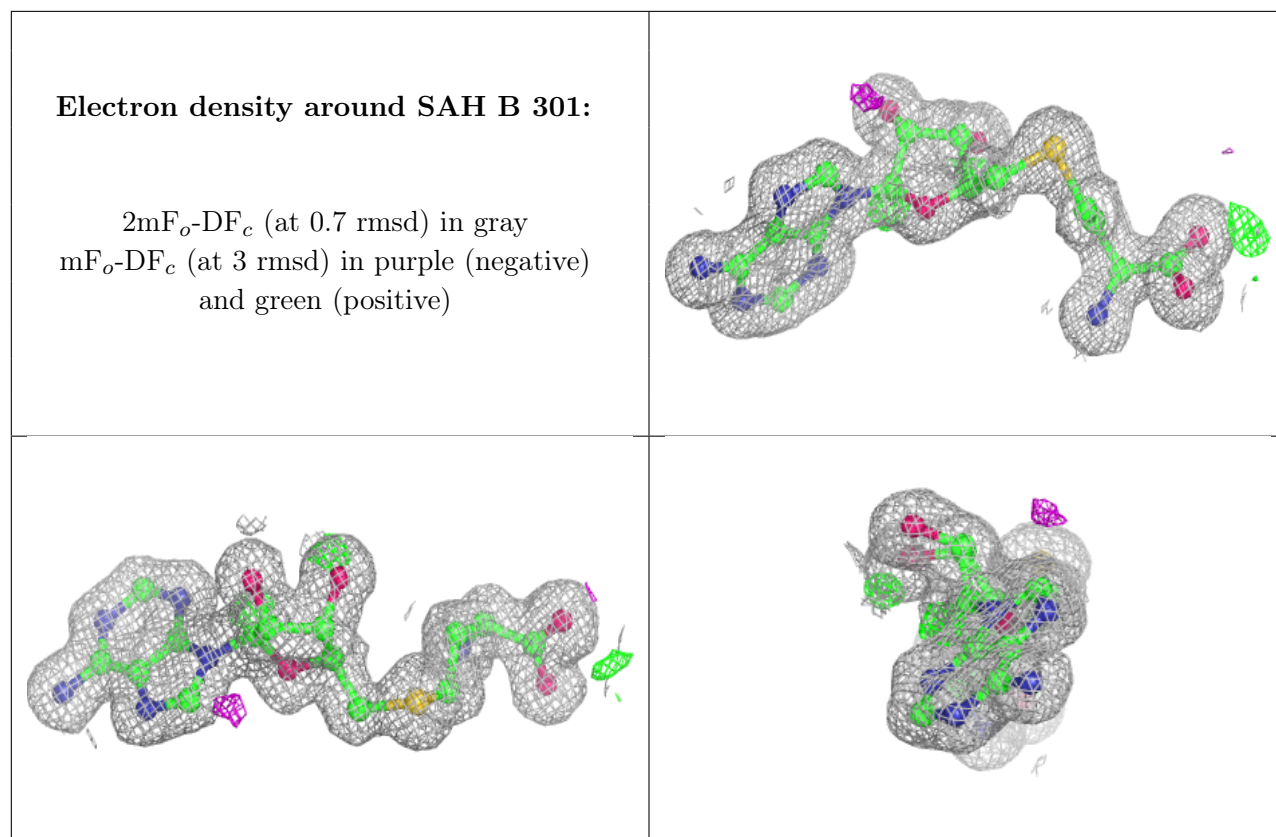 Electron density around SAH B 301:
2mFo-DFc (at 0.7 rmsd) in gray
mFo-DFc (at 3 rmsd) in purple (negative)
and green (positive)